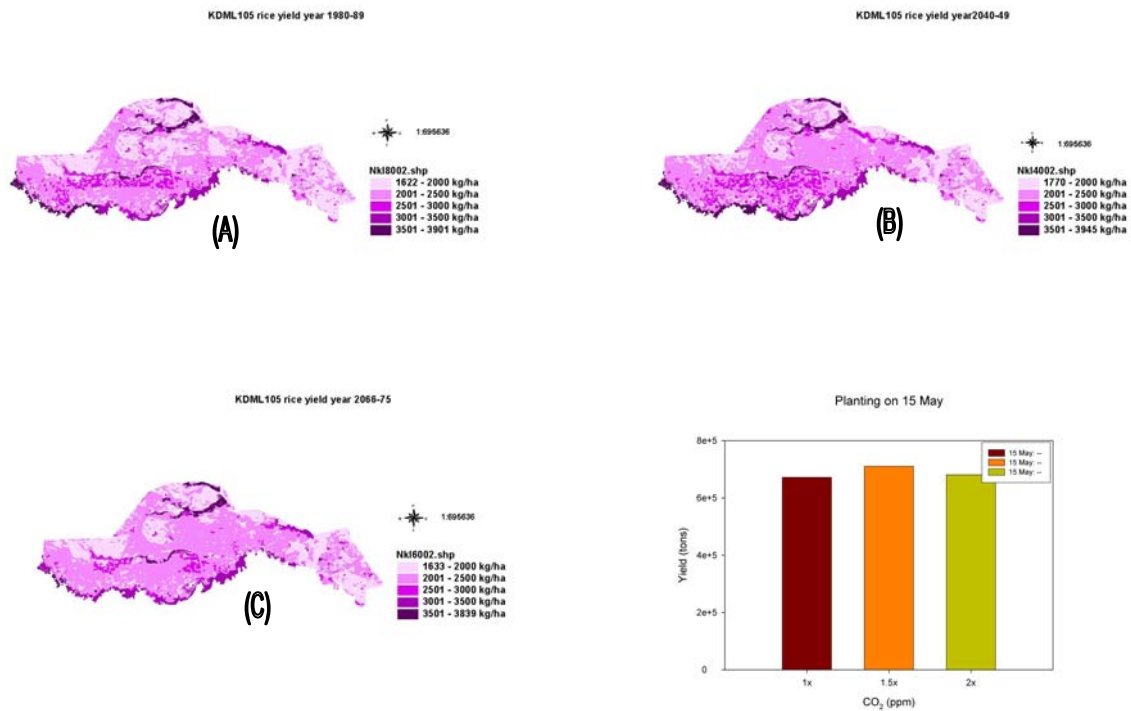 KDML105 rice yield year 1980-89
1:695636
Nkl8002.shp
1622 - 2000 kg/ha
2001 - 2500 kg/ha
2501 - 3000 kg/ha
3001 - 3500 kg/ha
3501 - 3901 kg/ha
(A)
KDML105 rice yield year2040-49
1:695636
Nkl4002.shp
1770 - 2000 kg/ha
2001 - 2500 kg/ha
2501 - 3000 kg/ha
3001 - 3500 kg/ha
3501 - 3945 kg/ha
(B)
KDML105 rice yield year 2066-75
1:695636
Nkl6002.shp
1633 - 2000 kg/ha
2001 - 2500 kg/ha
2501 - 3000 kg/ha
3001 - 3500 kg/ha
3501 - 3839 kg/ha
(C)
Planting on 15 May
8e+5
6e+5
4e+5
2e+5
0
Yield (tons)
15 May: --
15 May: --
15 May: --
1x
1.5x
2x
CO₂ (ppm)